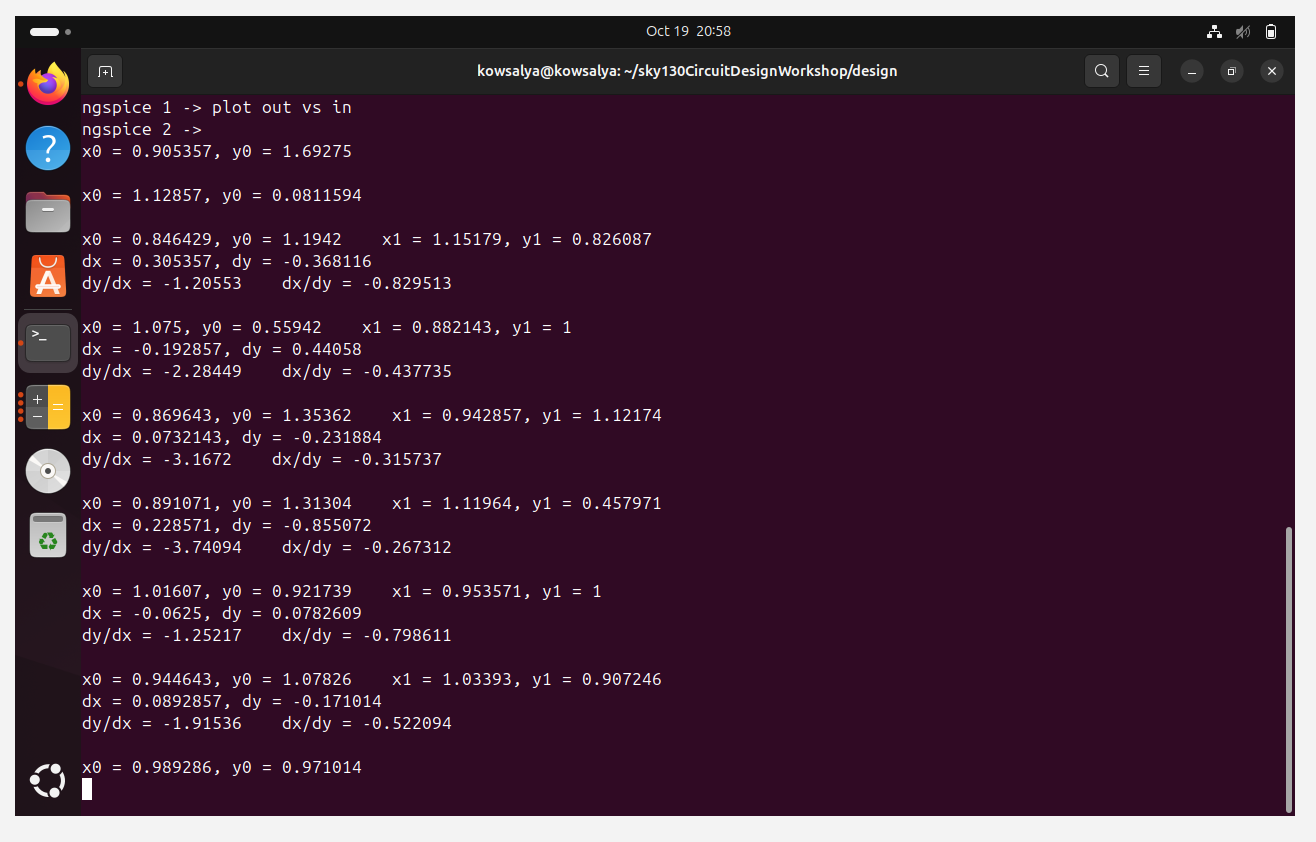 Oct 19 20:58
kowsalya@kowsalya: ~/sky130CircuitDesignWorkshop/design
ngspice 1 -> plot out vs in
ngspice 2 ->
x0 = 0.905357, y0 = 1.69275
x0 = 1.12857, y0 = 0.0811594
x0 = 0.846429, y0 = 1.1942    x1 = 1.15179, y1 = 0.826087
dx = 0.305357, dy = -0.368116
dy/dx = -1.20553    dx/dy = -0.829513
x0 = 1.075, y0 = 0.55942    x1 = 0.882143, y1 = 1
dx = -0.192857, dy = 0.44058
dy/dx = -2.28449    dx/dy = -0.437735
x0 = 0.869643, y0 = 1.35362    x1 = 0.942857, y1 = 1.12174
dx = 0.0732143, dy = -0.231884
dy/dx = -3.1672    dx/dy = -0.315737
x0 = 0.891071, y0 = 1.31304    x1 = 1.11964, y1 = 0.457971
dx = 0.228571, dy = -0.855072
dy/dx = -3.74094    dx/dy = -0.267312
x0 = 1.01607, y0 = 0.921739    x1 = 0.953571, y1 = 1
dx = -0.0625, dy = 0.0782609
dy/dx = -1.25217    dx/dy = -0.798611
x0 = 0.944643, y0 = 1.07826    x1 = 1.03393, y1 = 0.907246
dx = 0.0892857, dy = -0.171014
dy/dx = -1.91536    dx/dy = -0.522094
x0 = 0.989286, y0 = 0.971014